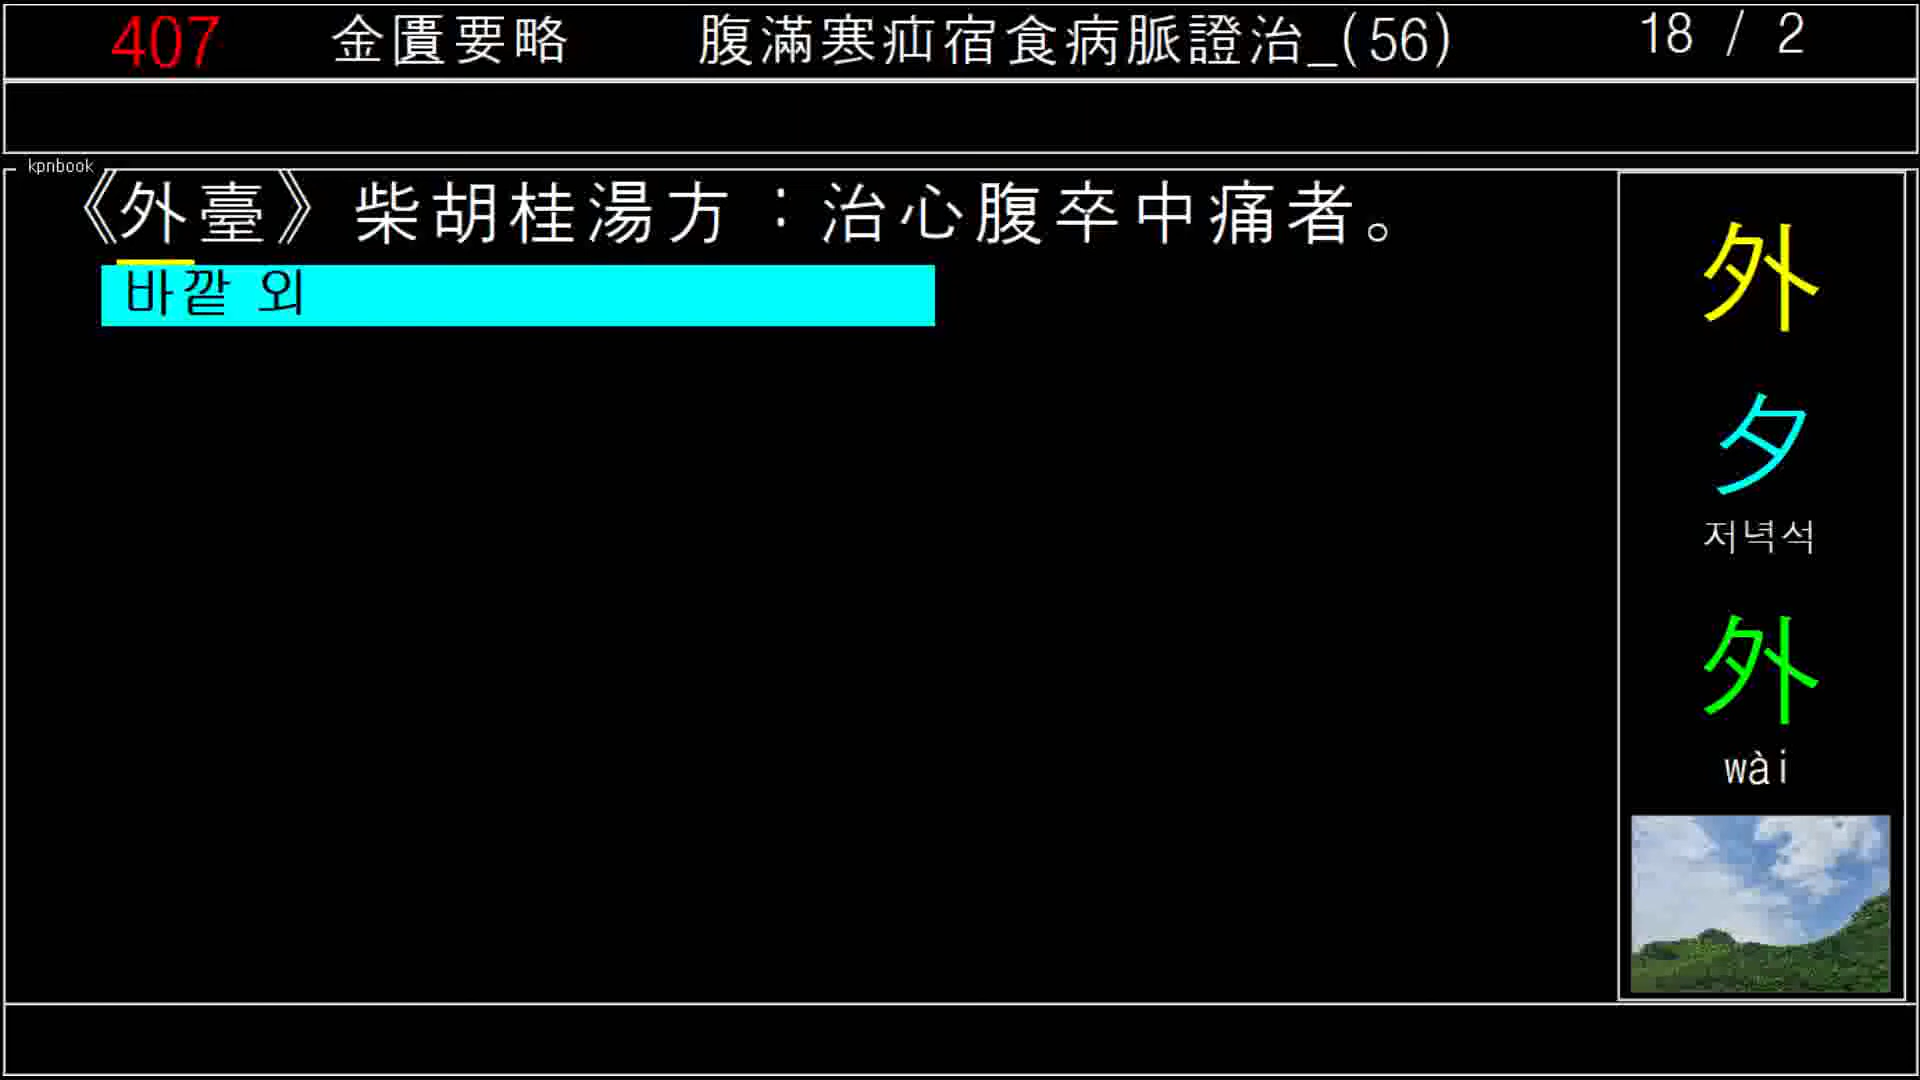 407 金匱要略 腹滿寒疝宿食病脈證治_(56) 18 / 2
kpnbook
《外臺》柴胡桂湯方：治心腹卒中痛者。
바깥 외
外
夕
저녁석
外
wài